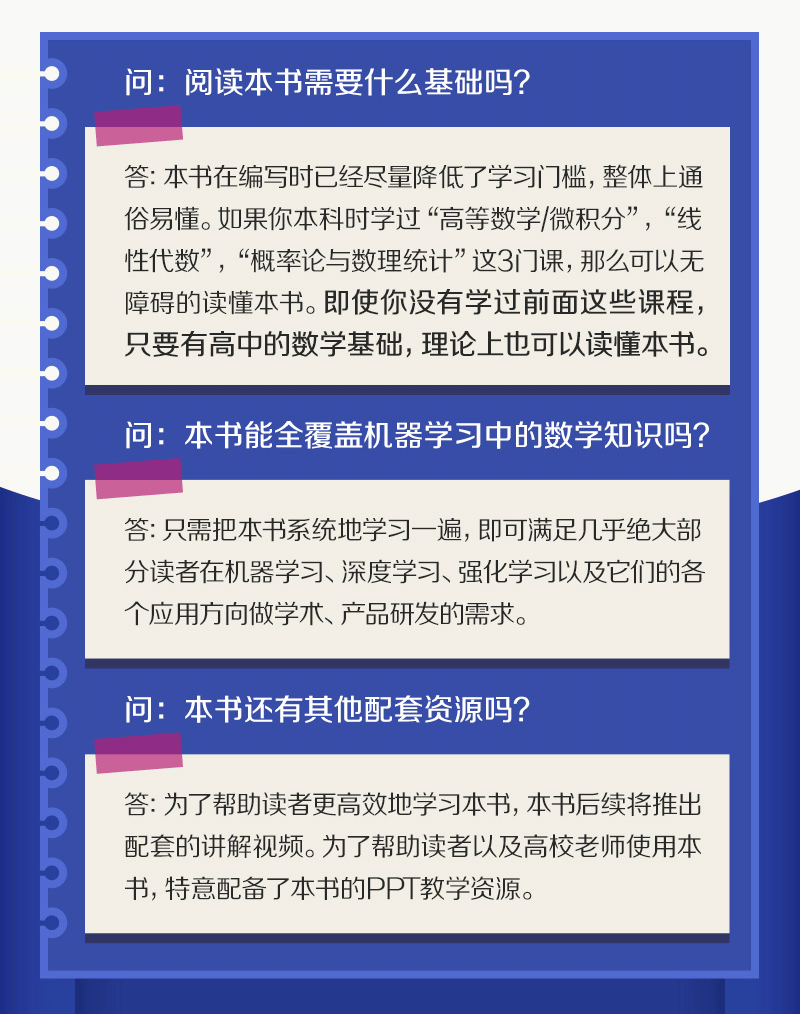 问：阅读本书需要什么基础吗？
答：本书在编写时已经尽量降低了学习门槛，整体上通
俗易懂。如果你本科时学过“高等数学/微积分”，“线
性代数”，“概率论与数理统计”这3门课，那么可以无
障碍的读懂本书。即使你没有学过前面这些课程，
只要有高中的数学基础，理论上也可以读懂本书。
问：本书能全覆盖机器学习中的数学知识吗？
答：只需把本书系统地学习一遍，即可满足几乎绝大部
分读者在机器学习、深度学习、强化学习以及它们的各
个应用方向做学术、产品研发的需求。
问：本书还有其他配套资源吗？
答：为了帮助读者更高效地学习本书，本书后续将推出
配套的讲解视频。为了帮助读者以及高校老师使用本
书，特意配备了本书的PPT教学资源。